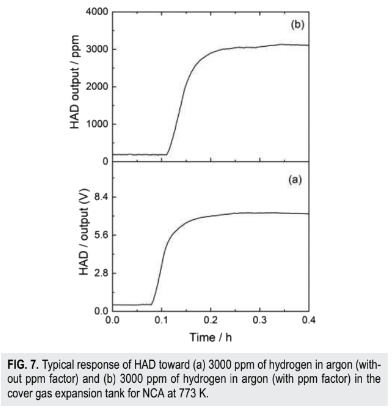 4000
(b)
3000
2000
1000
0
HAD output / ppm
(a)
8.4
5.6
2.8
0.0
HAD / output (V)
0.0 0.1 0.2 0.3 0.4
Time / h
FIG. 7. Typical response of HAD toward (a) 3000 ppm of hydrogen in argon (with-
out ppm factor) and (b) 3000 ppm of hydrogen in argon (with ppm factor) in the
cover gas expansion tank for NCA at 773 K.